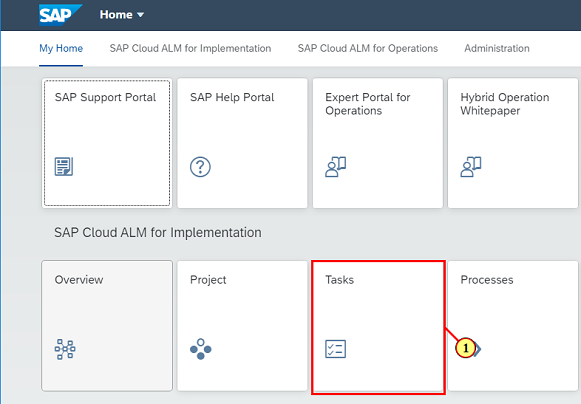 SAP Home
My Home SAP Cloud ALM for Implementation SAP Cloud ALM for Operations Administration
SAP Support Portal
SAP Help Portal
Expert Portal for
Operations
Hybrid Operation
Whitepaper
SAP Cloud ALM for Implementation
Overview
Project
Tasks
Processes
1